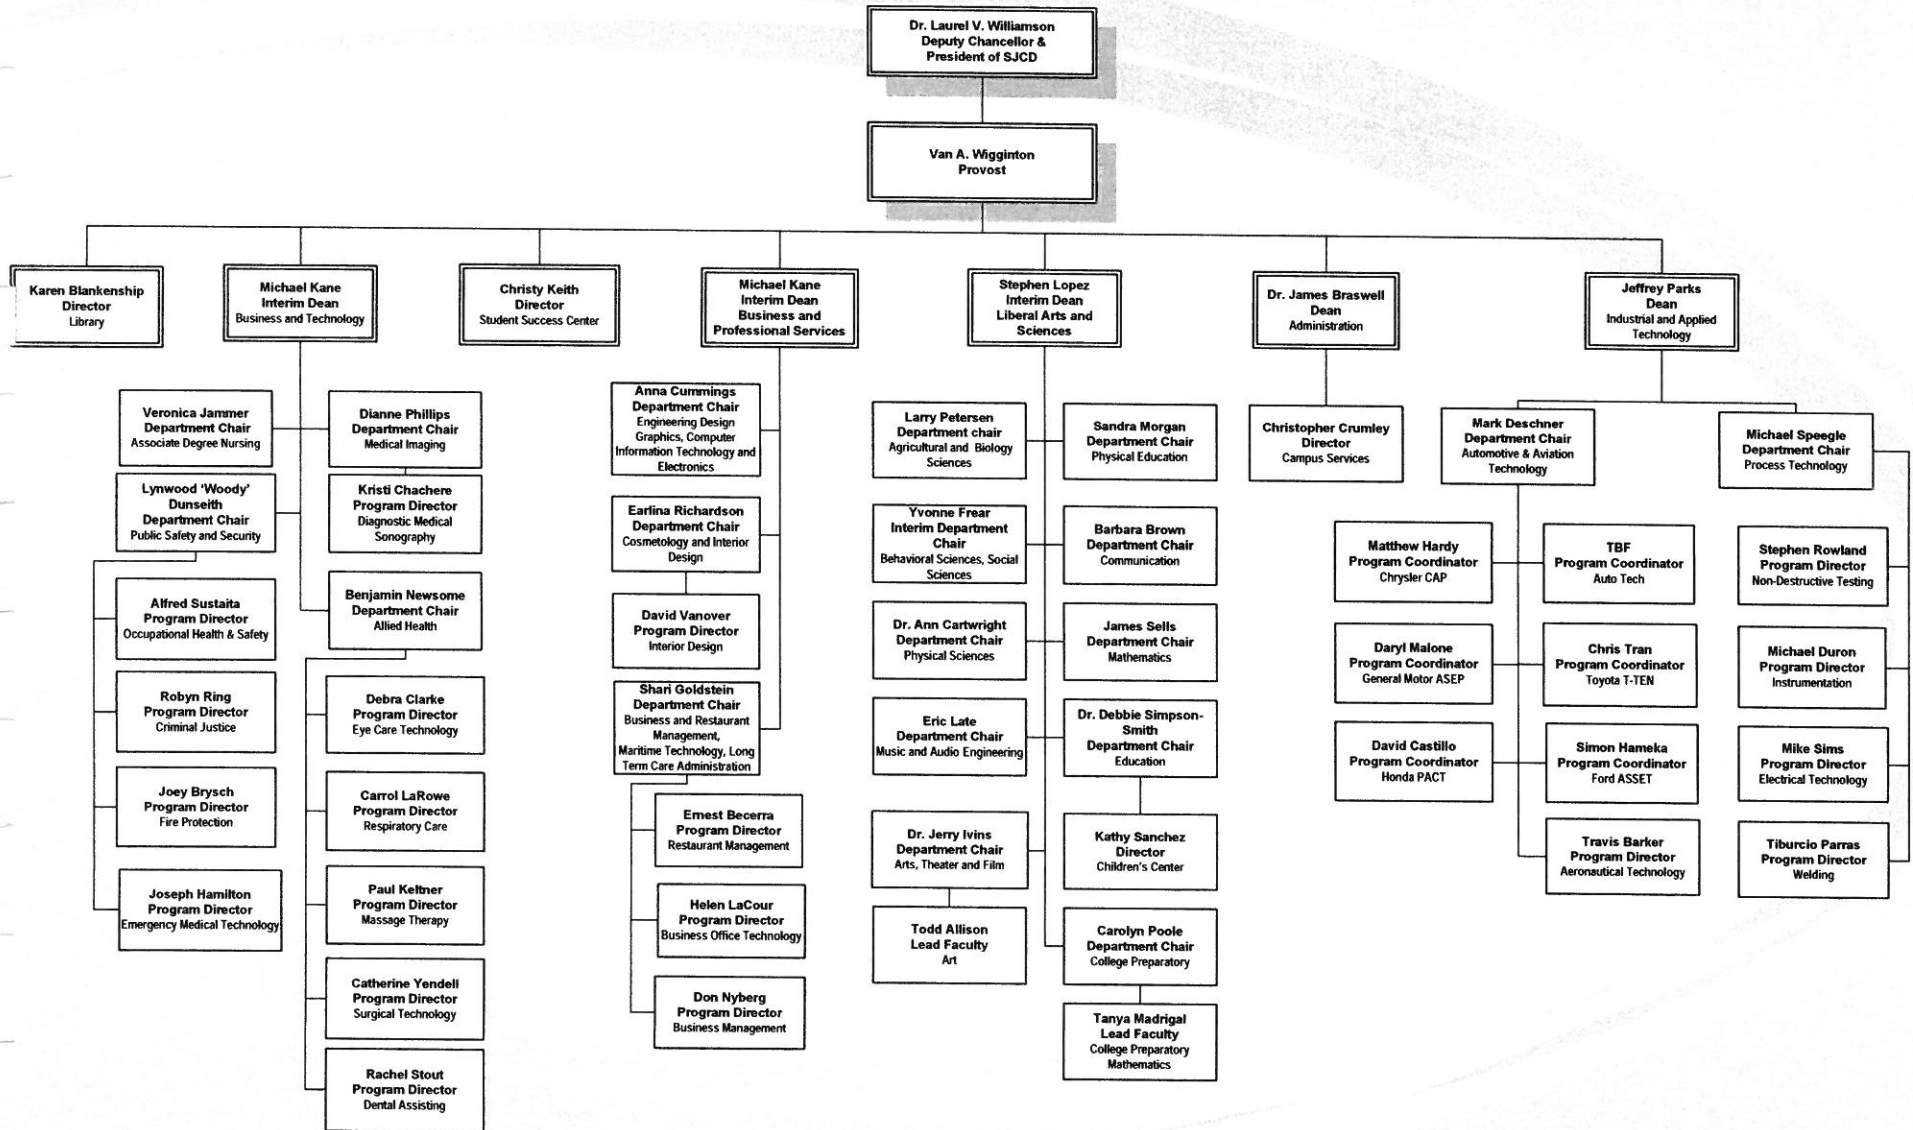 Dr. Laurel V. Williamson
Deputy Chancellor &
President of SJCD
Van A. Wigginton
Provost
Karen Blankenship
Director
Library
Michael Kane
Interim Dean
Business and Technology
Christy Keith
Director
Student Success Center
Michael Kane
Interim Dean
Business and
Professional Services
Stephen Lopez
Interim Dean
Liberal Arts and
Sciences
Dr. James Braswell
Dean
Administration
Jeffrey Parks
Dean
Industrial and Applied
Technology
Veronica Jammer
Department Chair
Associate Degree Nursing
Dianne Phillips
Department Chair
Medical Imaging
Lynwood ‘Woody’
Dunseith
Department Chair
Public Safety and Security
Kristi Chachere
Program Director
Diagnostic Medical
Sonography
Alfred Sustaita
Program Director
Occupational Health & Safety
Benjamin Newsome
Department Chair
Allied Health
Robyn Ring
Program Director
Criminal Justice
Joey Brysch
Program Director
Fire Protection
Joseph Hamilton
Program Director
Emergency Medical Technology
Debra Clarke
Program Director
Eye Care Technology
Carrol LaRowe
Program Director
Respiratory Care
Paul Keltner
Program Director
Massage Therapy
Catherine Yendell
Program Director
Surgical Technology
Rachel Stout
Program Director
Dental Assisting
Anna Cummings
Department Chair
Engineering Design
Graphics, Computer
Information Technology and
Electronics
Earlina Richardson
Department Chair
Cosmetology and Interior
Design
David Vanover
Program Director
Interior Design
Shari Goldstein
Department Chair
Business and Restaurant
Management,
Maritime Technology, Long
Term Care Administration
Ernest Becerra
Program Director
Restaurant Management
Helen LaCour
Program Director
Business Office Technology
Don Nyberg
Program Director
Business Management
Larry Petersen
Department chair
Agricultural and Biology
Sciences
Sandra Morgan
Department Chair
Physical Education
Yvonne Frear
Interim Department
Chair
Behavioral Sciences, Social
Sciences
Barbara Brown
Department Chair
Communication
Dr. Ann Cartwright
Department Chair
Physical Sciences
James Sells
Department Chair
Mathematics
Eric Late
Department Chair
Music and Audio Engineering
Dr. Debbie Simpson-
Smith
Department Chair
Education
Dr. Jerry Ivins
Department Chair
Arts, Theater and Film
Kathy Sanchez
Director
Children's Center
Todd Allison
Lead Faculty
Art
Carolyn Poole
Department Chair
College Preparatory
Tanya Madrigal
Lead Faculty
College Preparatory
Mathematics
Christopher Crumley
Director
Campus Services
Mark Deschner
Department Chair
Automotive & Aviation
Technology
Michael Speegle
Department Chair
Process Technology
Matthew Hardy
Program Coordinator
Chrysler CAP
TBF
Program Coordinator
Auto Tech
Daryl Malone
Program Coordinator
General Motor ASEP
Chris Tran
Program Coordinator
Toyota T-TEN
David Castillo
Program Coordinator
Honda PACT
Simon Hameka
Program Coordinator
Ford ASSET
Travis Barker
Program Director
Aeronautical Technology
Stephen Rowland
Program Director
Non-Destructive Testing
Michael Duron
Program Director
Instrumentation
Mike Sims
Program Director
Electrical Technology
Tiburcio Parras
Program Director
Welding